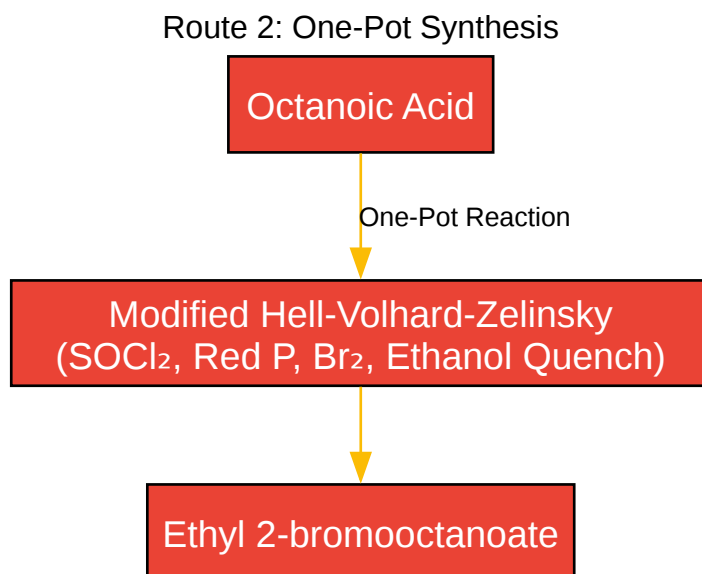 Route 2: One-Pot Synthesis
Octanoic Acid
One-Pot Reaction
Modified Hell-Volhard-Zelinsky
(SOCl₂, Red P, Br₂, Ethanol Quench)
Ethyl 2-bromooctanoate